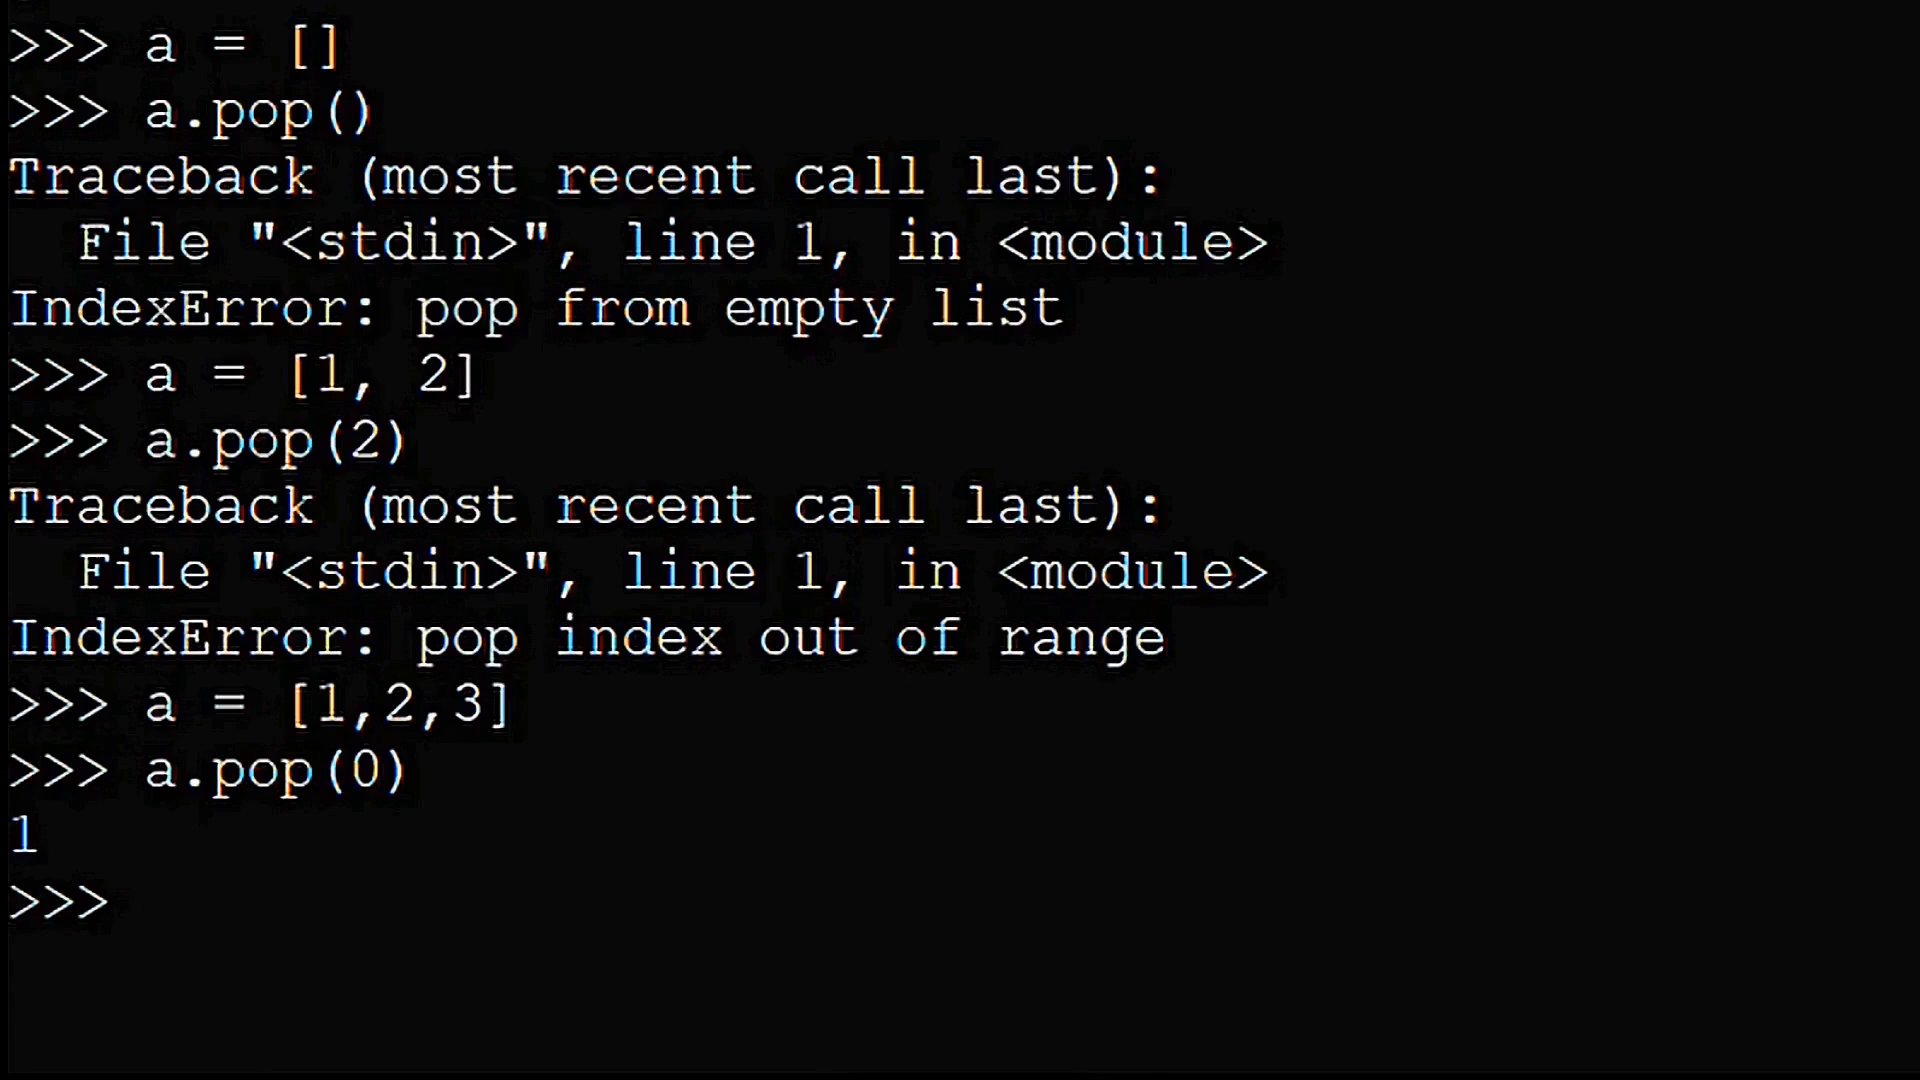 >>> a = []
>>> a.pop()
Traceback (most recent call last):
  File "<stdin>", line 1, in <module>
IndexError: pop from empty list
>>> a = [1, 2]
>>> a.pop(2)
Traceback (most recent call last):
  File "<stdin>", line 1, in <module>
IndexError: pop index out of range
>>> a = [1,2,3]
>>> a.pop(0)
1
>>>